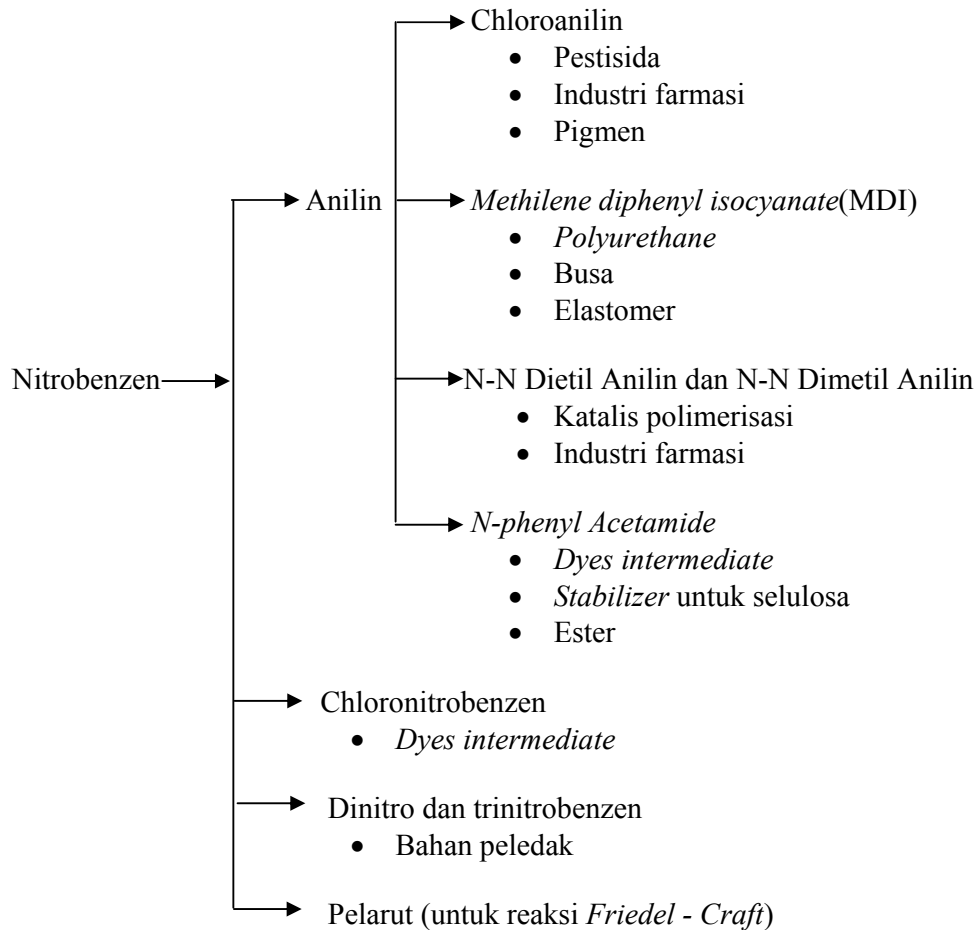 Chloroanilin
• Pestisida
• Industri farmasi
• Pigmen
Anilin
Methilene diphenyl isocyanate(MDI)
• Polyurethane
• Busa
• Elastomer
Nitrobenzen
N-N Dietil Anilin dan N-N Dimetil Anilin
• Katalis polimerisasi
• Industri farmasi
N-phenyl Acetamide
• Dyes intermediate
• Stabilizer untuk selulosa
• Ester
Chloronitrobenzen
• Dyes intermediate
Dinitro dan trinitrobenzen
• Bahan peledak
Pelarut (untuk reaksi Friedel - Craft)